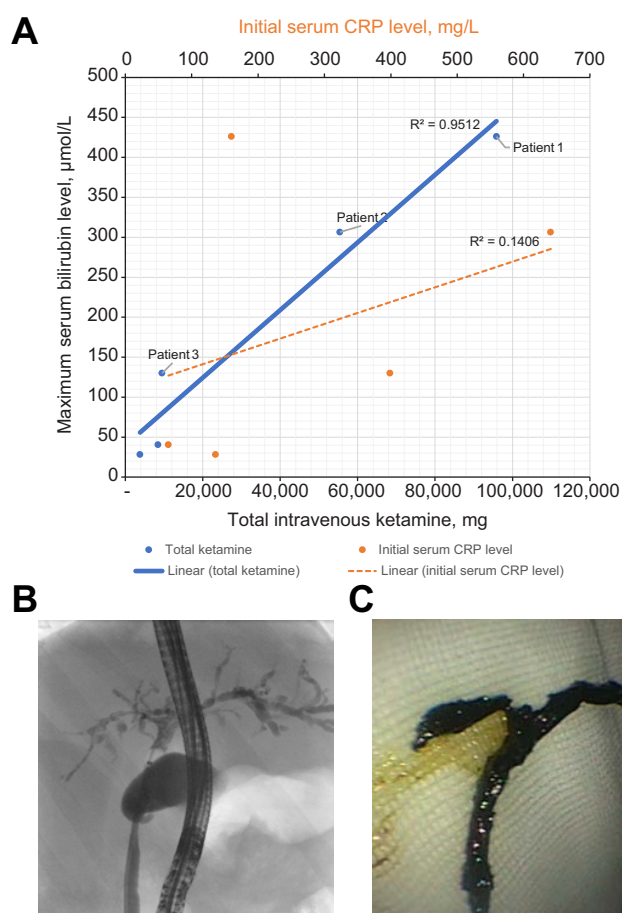 A
Initial serum CRP level, mg/L
0 100 200 300 400 500 600 700
Maximum serum bilirubin level, µmol/L
500
450
400
350
300
250
200
150
100
50
0
R² = 0.9512
Patient 1
Patient 2
R² = 0.1406
Patient 3
- 20,000 40,000 60,000 80,000 100,000 120,000
Total intravenous ketamine, mg
Total ketamine Initial serum CRP level
Linear (total ketamine) Linear (initial serum CRP level)
B C